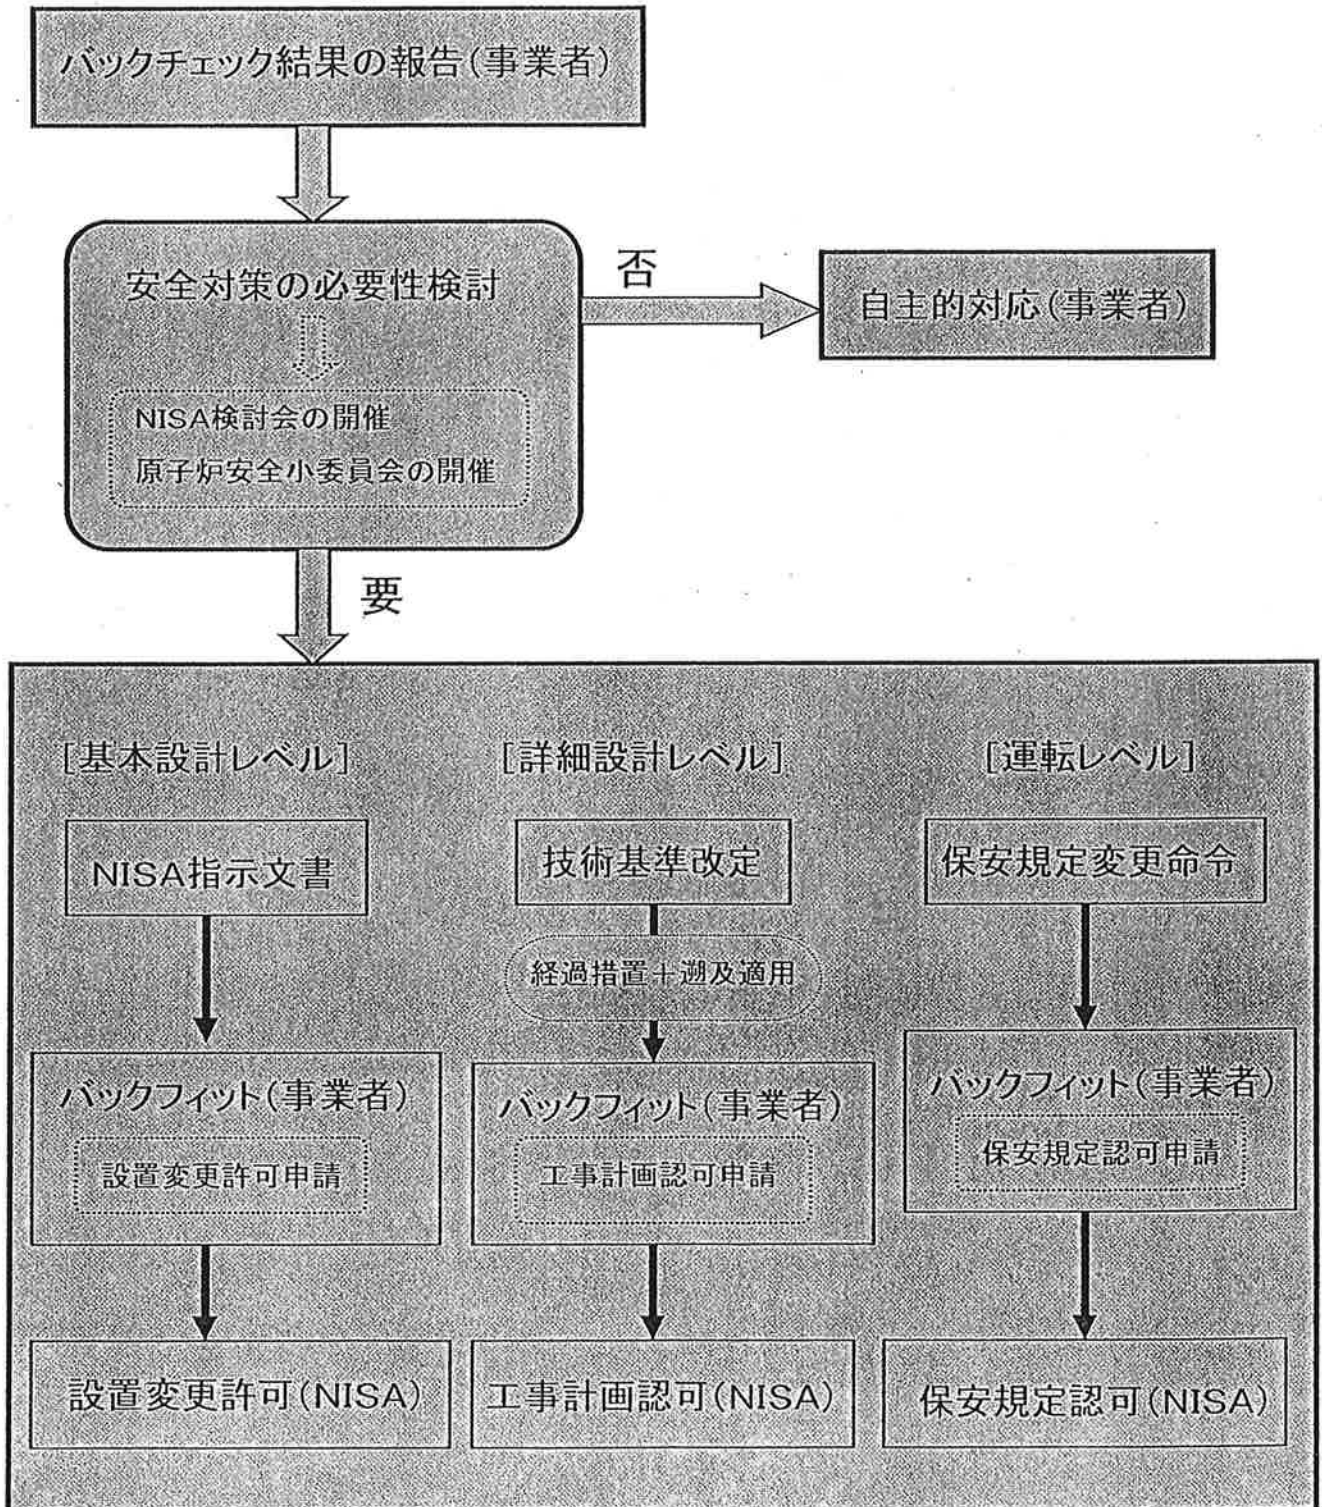 バックチェック結果の報告(事業者)
安全対策の必要性検討
NISA検討会の開催
原子炉安全小委員会の開催
否
自主的対応(事業者)
要
[基本設計レベル]
NISA指示文書
バックフィット(事業者)
設置変更許可申請
設置変更許可(NISA)
[詳細設計レベル]
技術基準改定
経過措置+遡及適用
バックフィット(事業者)
工事計画認可申請
工事計画認可(NISA)
[運転レベル]
保安規定変更命令
バックフィット(事業者)
保安規定認可申請
保安規定認可(NISA)